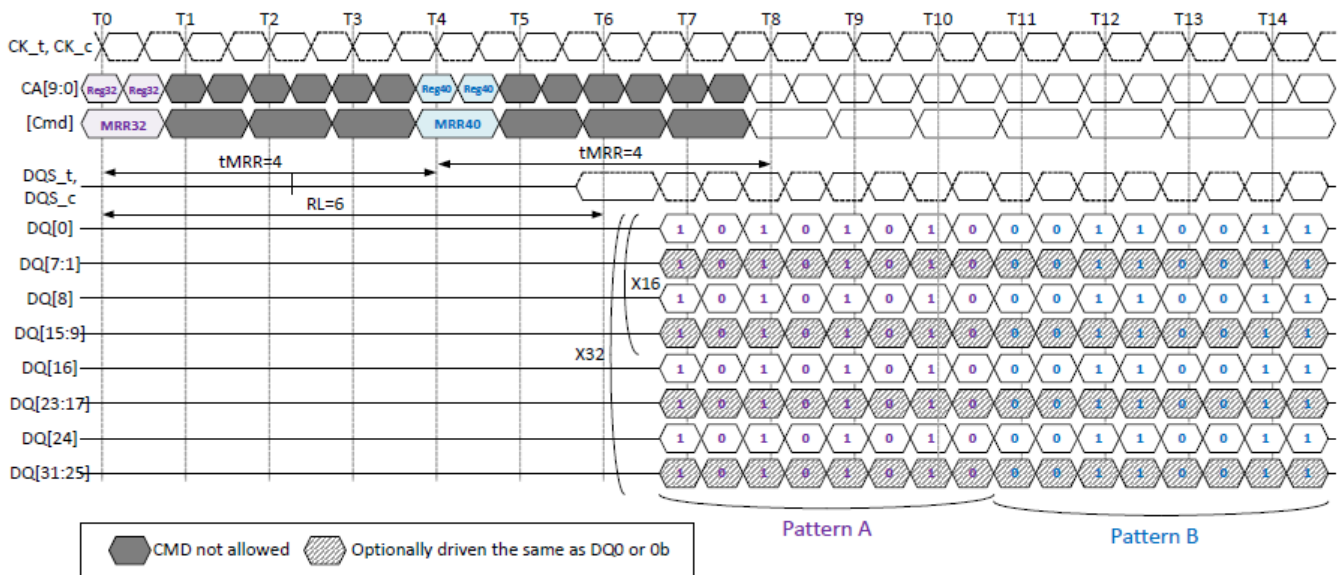 T0 T1 T2 T3 T4 T5 T6 T7 T8 T9 T10 T11 T12 T13 T14
CK_t, CK_c
CA[9:0] Reg32 Reg32 Reg40 Reg40
[Cmd] MRR32 MRR40
tMRR=4 tMRR=4
DQS_t,
DQS_c
RL=6
DQ[0] 1 0 1 0 1 0 1 0 0 0 1 1 0 0 1 1
DQ[7:1] 1 0 1 0 1 0 1 0 0 0 1 1 0 0 1 1
X16
DQ[8] 1 0 1 0 1 0 1 0 0 0 1 1 0 0 1 1
DQ[15:9] 1 0 1 0 1 0 1 0 0 0 1 1 0 0 1 1
X32
DQ[16] 1 0 1 0 1 0 1 0 0 0 1 1 0 0 1 1
DQ[23:17] 1 0 1 0 1 0 1 0 0 0 1 1 0 0 1 1
DQ[24] 1 0 1 0 1 0 1 0 0 0 1 1 0 0 1 1
DQ[31:25] 1 0 1 0 1 0 1 0 0 0 1 1 0 0 1 1
Pattern A Pattern B
CMD not allowed Optionally driven the same as DQ0 or 0b